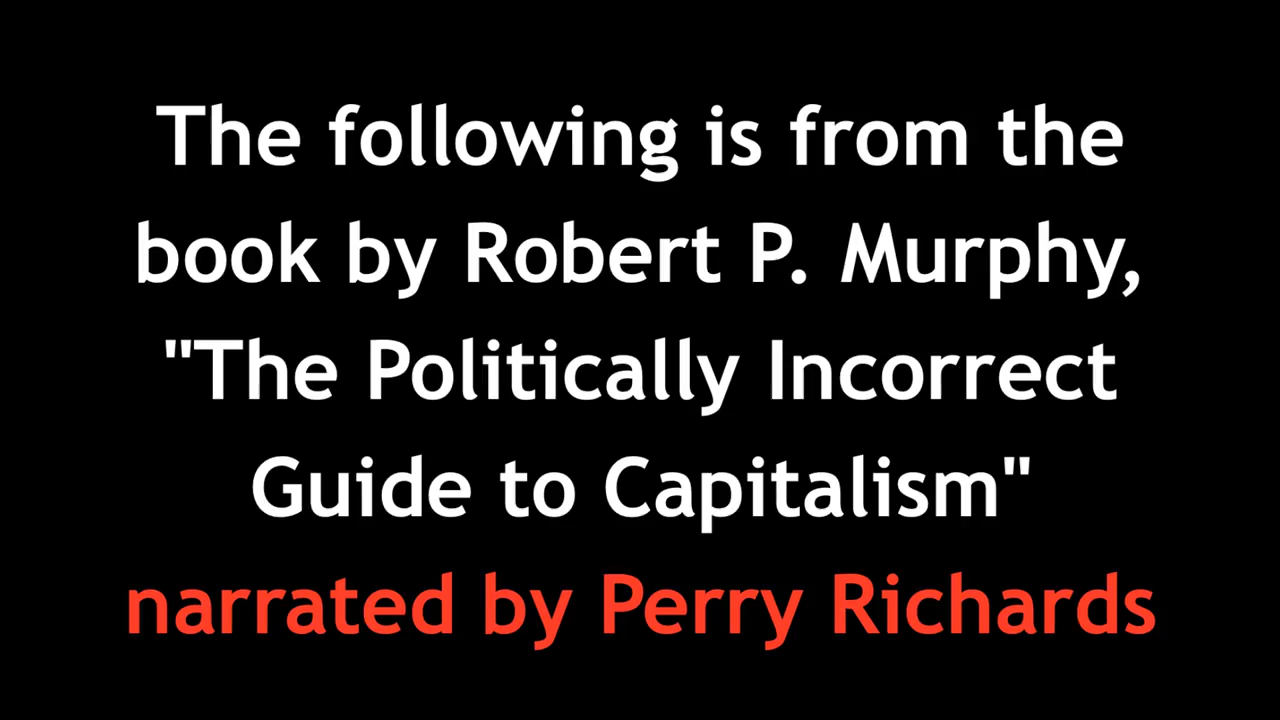 The following is from the
book by Robert P. Murphy,
"The Politically Incorrect
Guide to Capitalism"
narrated by Perry Richards